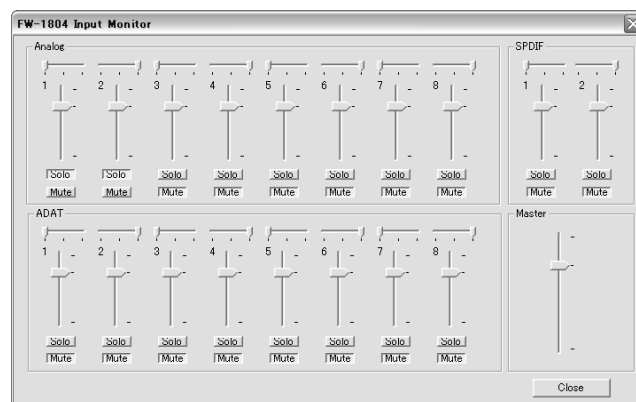 FW-1804 Input Monitor
Analog
1 2 3 4 5 6 7 8
Solo Solo Solo Solo Solo Solo Solo Solo
Mute Mute Mute Mute Mute Mute Mute Mute
SPDIF
1 2
Solo Solo
Mute Mute
ADAT
1 2 3 4 5 6 7 8
Solo Solo Solo Solo Solo Solo Solo Solo
Mute Mute Mute Mute Mute Mute Mute Mute
Master
Close